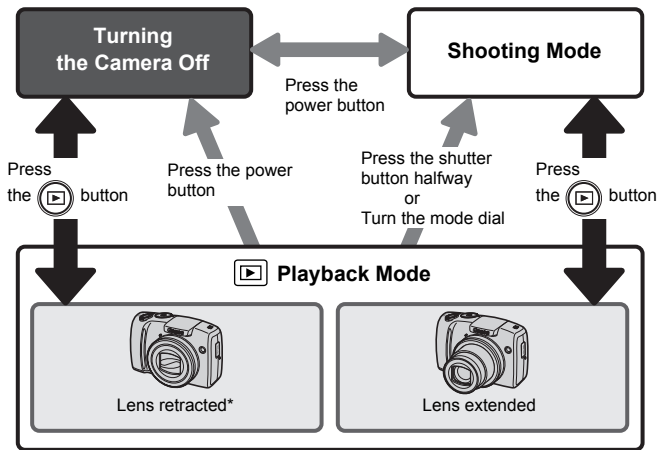 Turning
the Camera Off
Shooting Mode
Press the
power button
Press
the button
Press the power
button
Press the shutter
button halfway
or
Turn the mode dial
Press
the button
Playback Mode
Lens retracted*
Lens extended